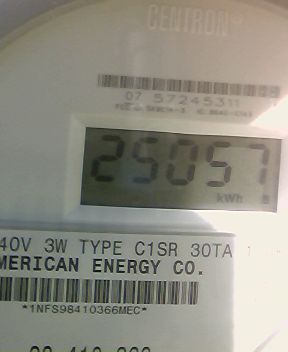 CENTRON®
07 57245311
25057
kWh
40V 3W TYPE C1SR 30TA
MERICAN ENERGY CO.
*1NFS98410366MEC*